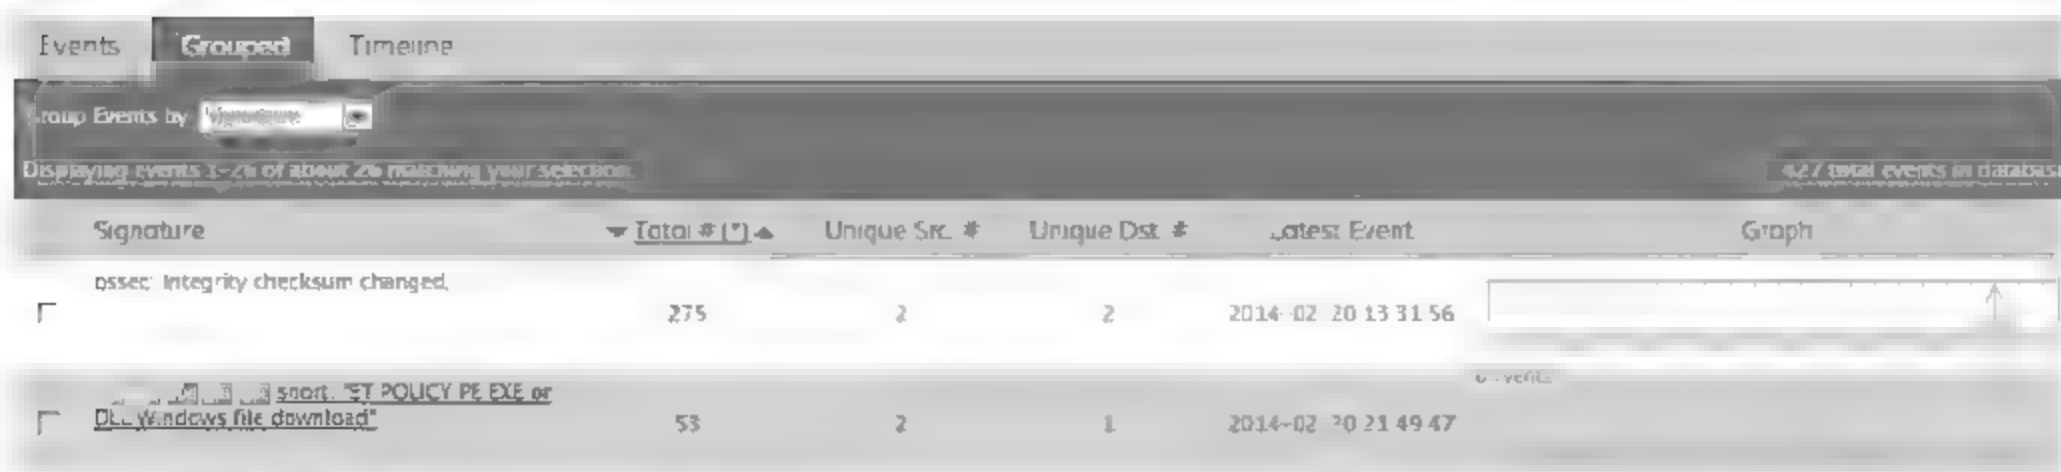 Events Grouped Timeline
Group Events by Signature
Displaying events 1-26 of about 26 matching your selection. 427 total events in database
Signature Total # (*) Unique Src. # Unique Dst. # Latest Event Graph
ossec: Integrity checksum changed.
275 2 2 2014-02-20 13:31:56
snort: "ET POLICY PE EXE or
DLL Windows file download"
53 2 1 2014-02-20 21:49:47